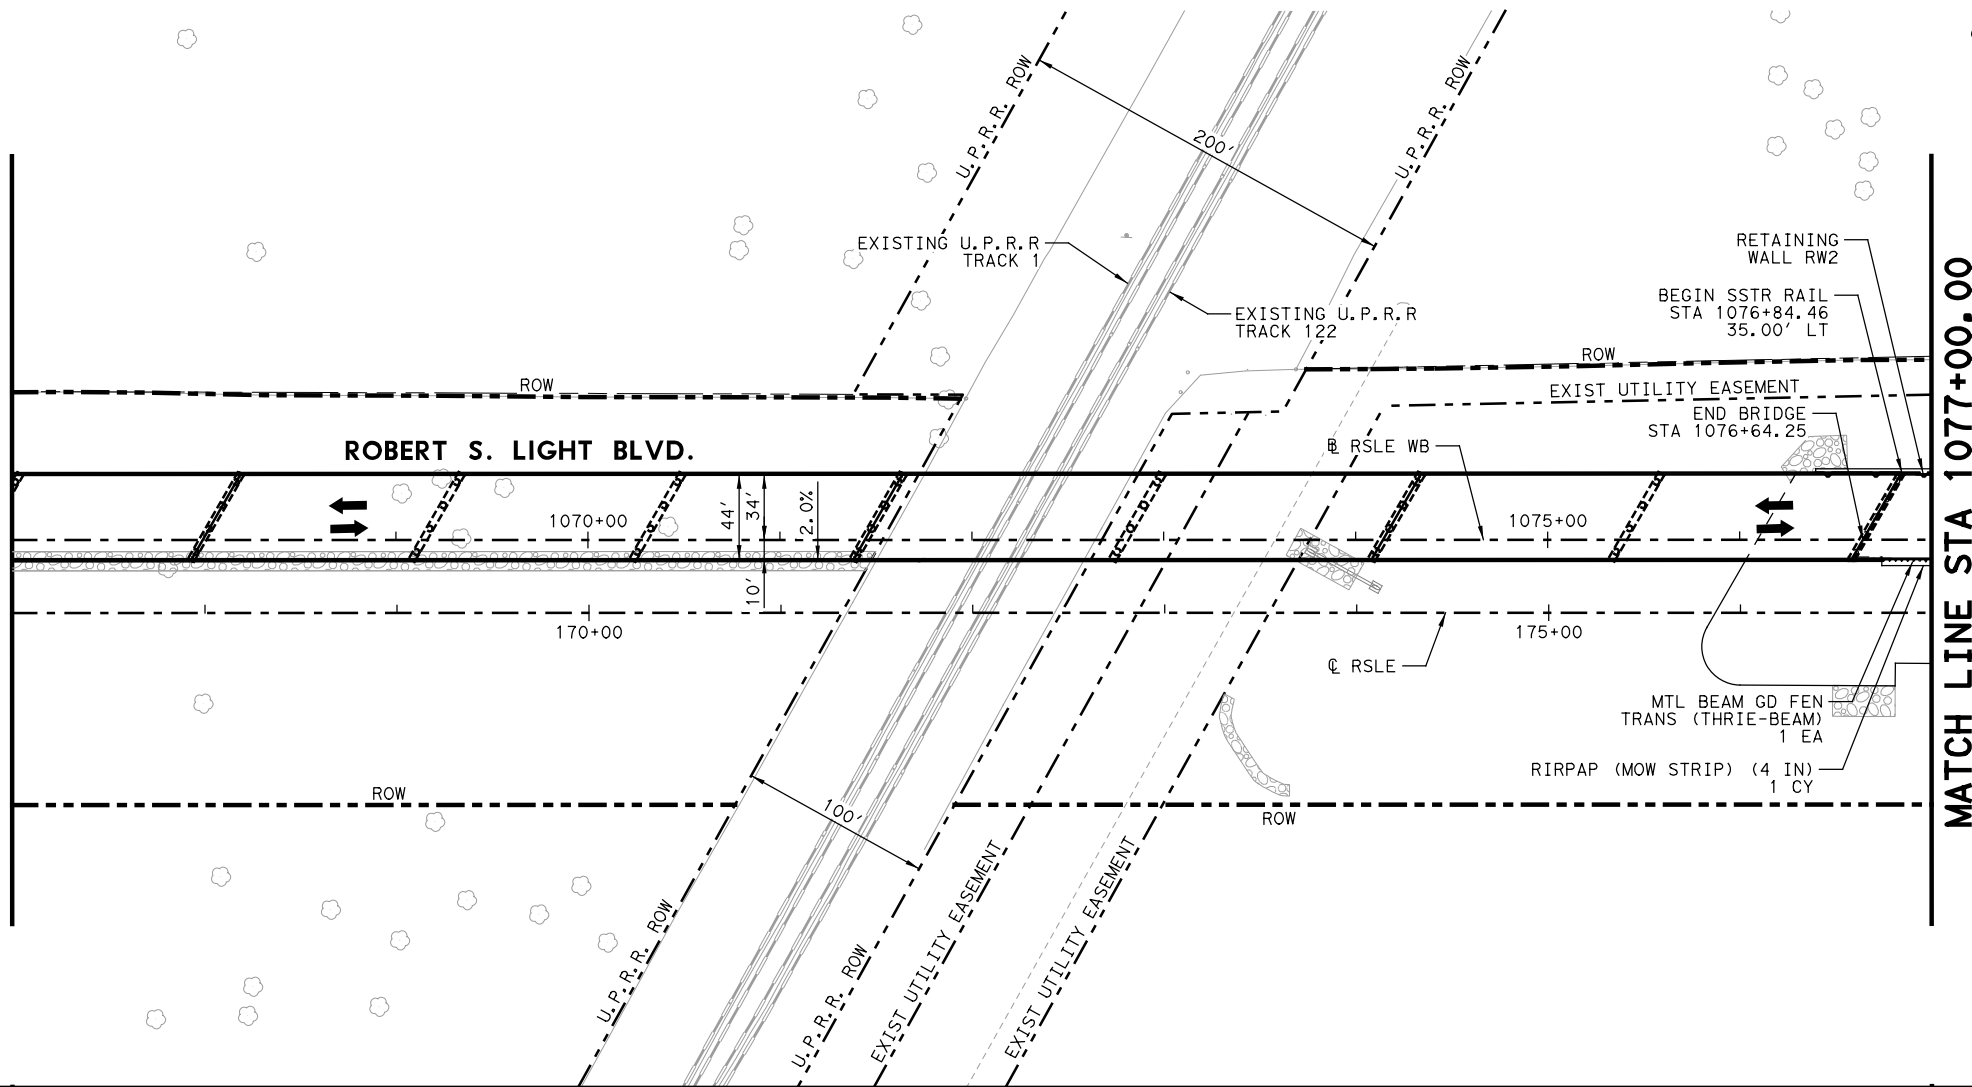 U.P.R.R. ROW
U.P.R.R. ROW
200'
EXISTING U.P.R.R
TRACK 1
EXISTING U.P.R.R
TRACK 122
RETAINING
WALL RW2
BEGIN SSTR RAIL
STA 1076+84.46
35.00' LT
ROW
ROW
EXIST UTILITY EASEMENT
END BRIDGE
STA 1076+64.25
ROBERT S. LIGHT BLVD.
BL RSLE WB
1070+00
44'
34'
2.0%
1075+00
10'
170+00
175+00
CL RSLE
MTL BEAM GD FEN
TRANS (THRIE-BEAM)
1 EA
RIRPAP (MOW STRIP) (4 IN)
1 CY
ROW
ROW
100'
U.P.R.R. ROW
U.P.R.R. ROW
EXIST UTILITY EASEMENT
EXIST UTILITY EASEMENT
MATCH LINE STA 1077+00.00